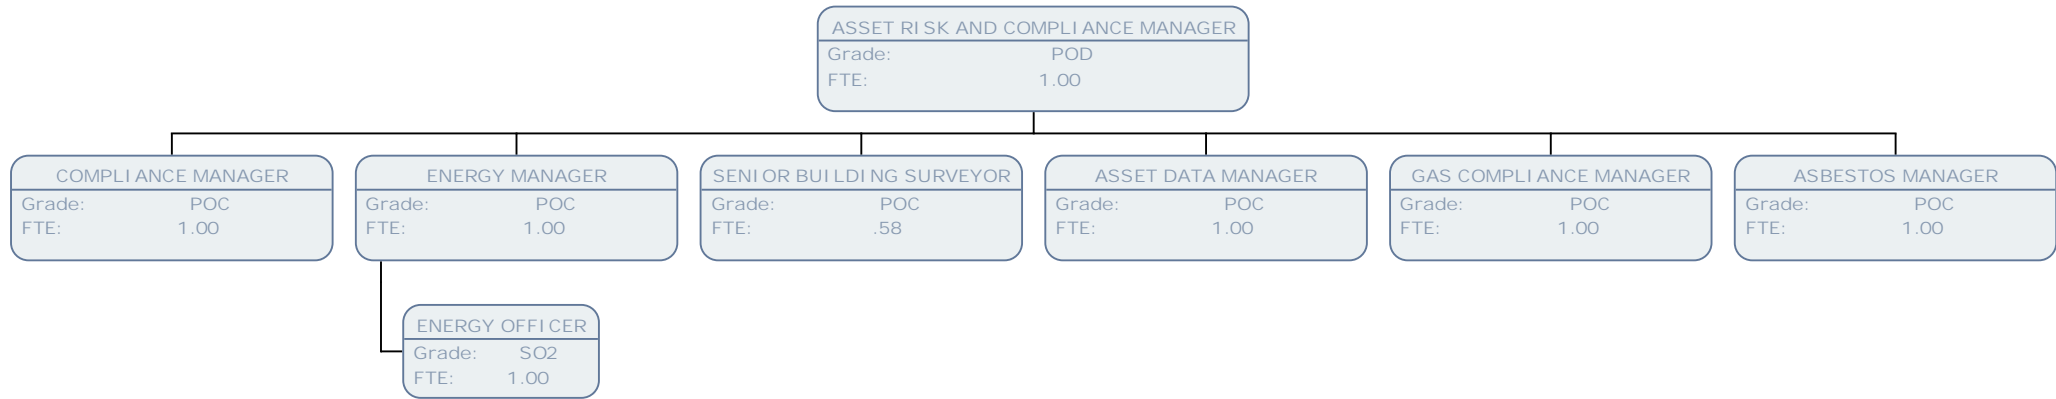 ASSET RISK AND COMPLIANCE MANAGER
Grade: POD
FTE: 1.00
COMPLIANCE MANAGER
Grade: POC
FTE: 1.00
ENERGY MANAGER
Grade: POC
FTE: 1.00
SENIOR BUILDING SURVEYOR
Grade: POC
FTE: .58
ASSET DATA MANAGER
Grade: POC
FTE: 1.00
GAS COMPLIANCE MANAGER
Grade: POC
FTE: 1.00
ASBESTOS MANAGER
Grade: POC
FTE: 1.00
ENERGY OFFICER
Grade: SO2
FTE: 1.00